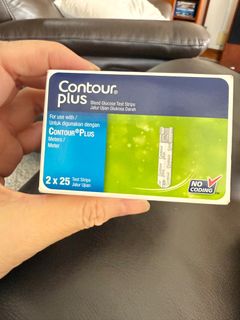 Contour®
plus
Blood Glucose Test Strips
Jalur Ujian Glukosa Darah
For use with /
Untuk digunakan dengan
CONTOUR®PLUS
Meters /
Meter
2 x 25 Test Strips
Jalur Ujian
NO
CODING